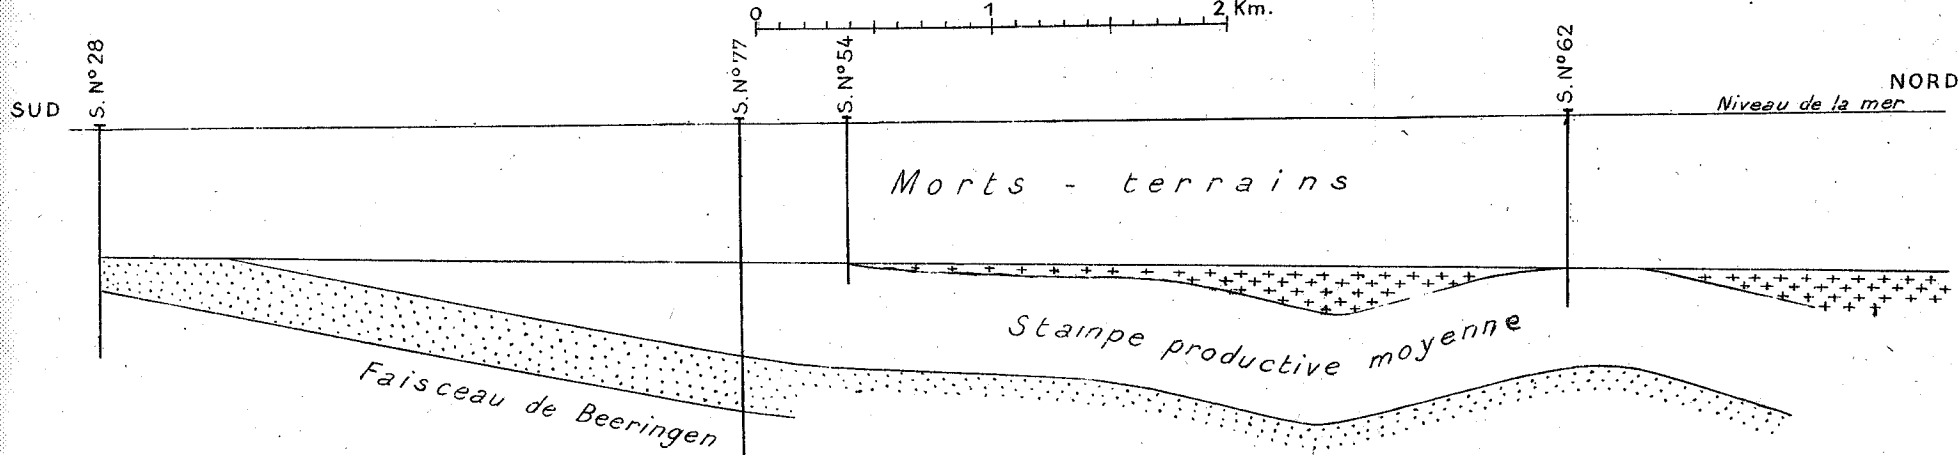 0 1 2 Km.
S. N° 28
S. N° 77
S. N° 54
S. N° 62
SUD
NORD
Niveau de la mer
Morts - terrains
Stampe productive moyenne
Faisceau de Beeringen